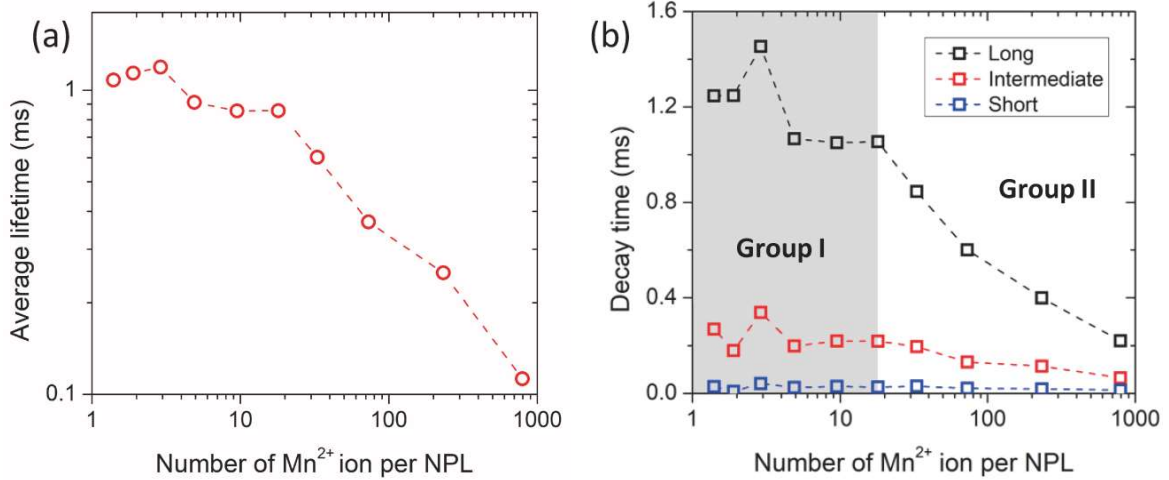 (a)
Average lifetime (ms)
1
0.1
1
10
100
1000
Number of Mn²⁺ ion per NPL
(b)
Decay time (ms)
1.6
1.2
0.8
0.4
0.0
Long
Intermediate
Short
Group I
Group II
1
10
100
1000
Number of Mn²⁺ ion per NPL